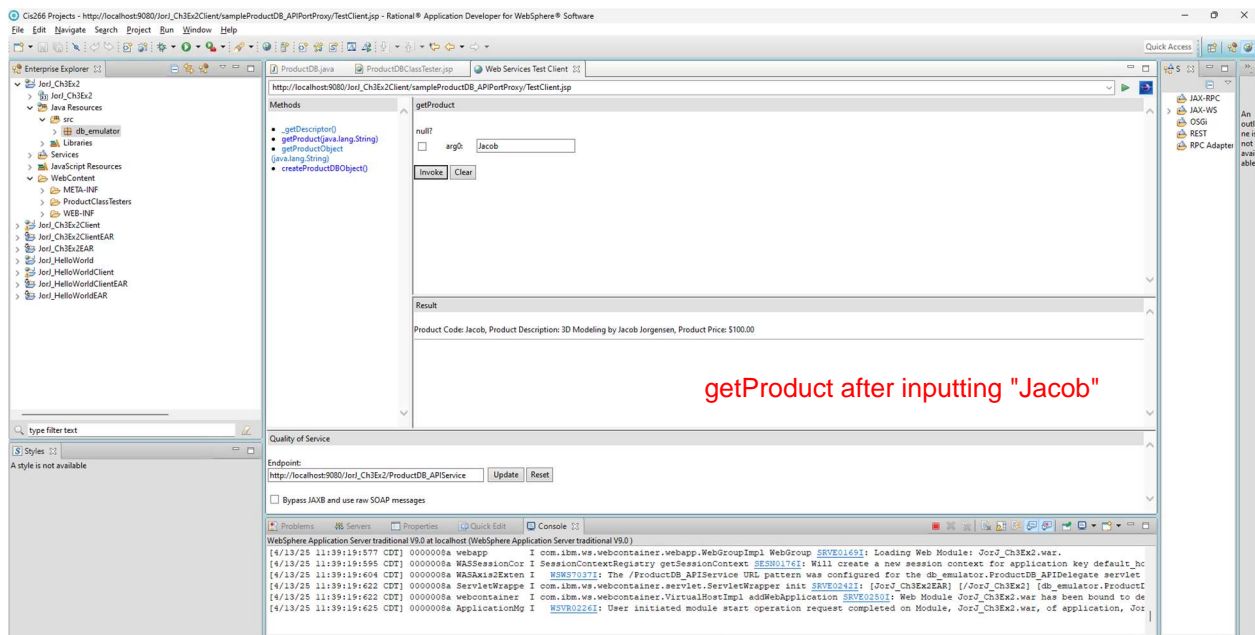 Cis266 Projects - http://localhost:9080/JorJ_Ch3Ex2Client/sampleProductDB_APIPortProxy/TestClient.jsp - Rational® Application Developer for WebSphere® Software
File Edit Navigate Search Project Run Window Help
Quick Access
Enterprise Explorer
JorJ_Ch3Ex2
JorJ_Ch3Ex2
Java Resources
src
db_emulator
Libraries
Services
JavaScript Resources
WebContent
META-INF
ProductClassTesters
WEB-INF
JorJ_Ch3Ex2Client
JorJ_Ch3Ex2ClientEAR
JorJ_Ch3Ex2EAR
JorJ_HelloWorld
JorJ_HelloWorldClient
JorJ_HelloWorldClientEAR
JorJ_HelloWorldEAR
type filter text
Styles
A style is not available
ProductDB.java ProductDBClassTester.jsp Web Services Test Client
http://localhost:9080/JorJ_Ch3Ex2Client/sampleProductDB_APIPortProxy/TestClient.jsp
Methods
_getDescriptor()
getProduct(java.lang.String)
getProductObject
(java.lang.String)
createProductDBObject()
getProduct
null?
arg0: Jacob
Invoke Clear
Result
Product Code: Jacob, Product Description: 3D Modeling by Jacob Jorgensen, Product Price: $100.00
getProduct after inputting "Jacob"
Quality of Service
Endpoint:
http://localhost:9080/JorJ_Ch3Ex2/ProductDB_APIService Update Reset
Bypass JAXB and use raw SOAP messages
Problems Servers Properties Quick Edit Console
WebSphere Application Server traditional V9.0 at localhost (WebSphere Application Server traditional V9.0 )
[4/13/25 11:39:19:577 CDT] 0000008a webapp I com.ibm.ws.webcontainer.webapp.WebGroupImpl WebGroup SRVE0169I: Loading Web Module: JorJ_Ch3Ex2.war.
[4/13/25 11:39:19:595 CDT] 0000008a WASSessionCor I SessionContextRegistry getSessionContext SESN0176I: Will create a new session context for application key default_hc
[4/13/25 11:39:19:604 CDT] 0000008a WASAxis2Exten I WSWS7037I: The /ProductDB_APIService URL pattern was configured for the db_emulator.ProductDB_APIDelegate servlet
[4/13/25 11:39:19:622 CDT] 0000008a ServletWrappe I com.ibm.ws.webcontainer.servlet.ServletWrapper init SRVE0242I: [JorJ_Ch3Ex2EAR] [/JorJ_Ch3Ex2] [db_emulator.ProductI
[4/13/25 11:39:19:622 CDT] 0000008a webcontainer I com.ibm.ws.webcontainer.VirtualHostImpl addWebApplication SRVE0250I: Web Module JorJ_Ch3Ex2.war has been bound to de
[4/13/25 11:39:19:625 CDT] 0000008a ApplicationMg I WSVR0226I: User initiated module start operation request completed on Module, JorJ_Ch3Ex2.war, of application, Jor
S
JAX-RPC
JAX-WS
OSGi
REST
RPC Adapter
An
outl
ne is
not
avai
able